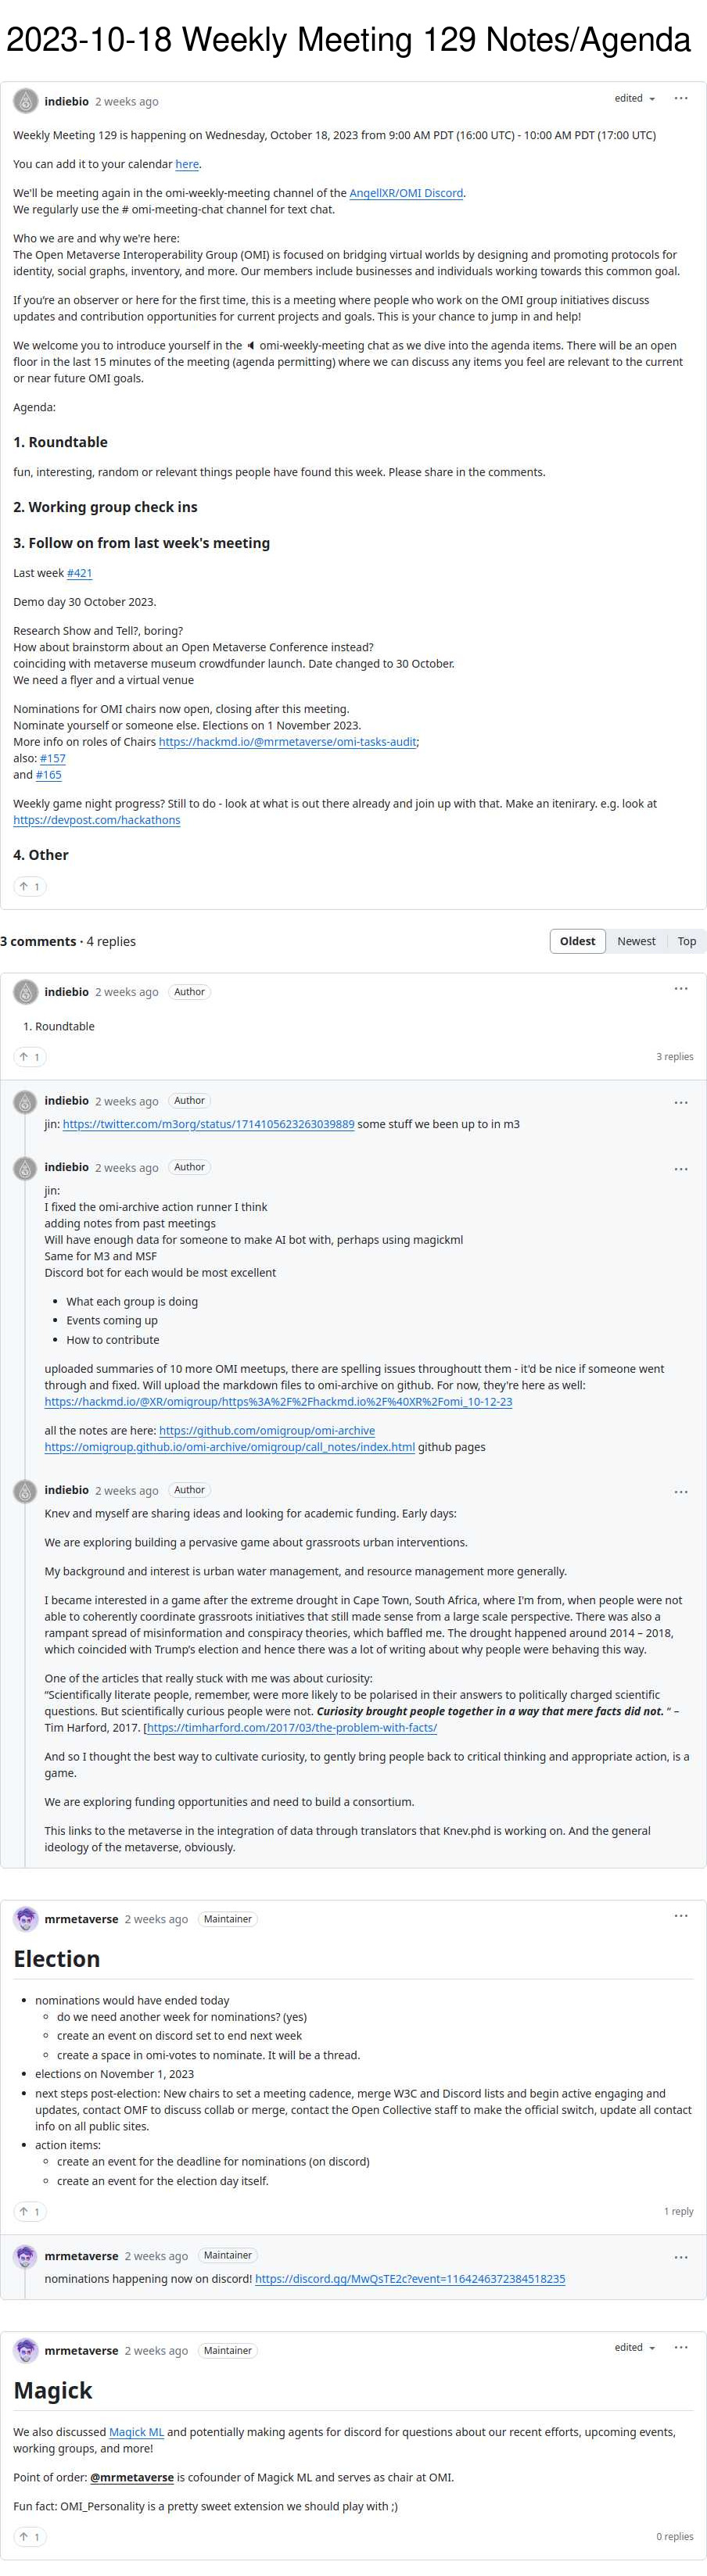 2023-10-18 Weekly Meeting 129 Notes/Agenda
indiebio 2 weeks ago
edited
Weekly Meeting 129 is happening on Wednesday, October 18, 2023 from 9:00 AM PDT (16:00 UTC) - 10:00 AM PDT (17:00 UTC)
You can add it to your calendar here.
We'll be meeting again in the omi-weekly-meeting channel of the AngellXR/OMI Discord.
We regularly use the # omi-meeting-chat channel for text chat.
Who we are and why we're here:
The Open Metaverse Interoperability Group (OMI) is focused on bridging virtual worlds by designing and promoting protocols for
identity, social graphs, inventory, and more. Our members include businesses and individuals working towards this common goal.
If you're an observer or here for the first time, this is a meeting where people who work on the OMI group initiatives discuss
updates and contribution opportunities for current projects and goals. This is your chance to jump in and help!
We welcome you to introduce yourself in the 🔈 omi-weekly-meeting chat as we dive into the agenda items. There will be an open
floor in the last 15 minutes of the meeting (agenda permitting) where we can discuss any items you feel are relevant to the current
or near future OMI goals.
Agenda:
1. Roundtable
fun, interesting, random or relevant things people have found this week. Please share in the comments.
2. Working group check ins
3. Follow on from last week's meeting
Last week #421
Demo day 30 October 2023.
Research Show and Tell?, boring?
How about brainstorm about an Open Metaverse Conference instead?
coinciding with metaverse museum crowdfunder launch. Date changed to 30 October.
We need a flyer and a virtual venue
Nominations for OMI chairs now open, closing after this meeting.
Nominate yourself or someone else. Elections on 1 November 2023.
More info on roles of Chairs https://hackmd.io/@mrmetaverse/omi-tasks-audit;
also: #157
and #165
Weekly game night progress? Still to do - look at what is out there already and join up with that. Make an itenirary. e.g. look at
https://devpost.com/hackathons
4. Other
↑ 1
3 comments · 4 replies
Oldest Newest Top
indiebio 2 weeks ago Author
1. Roundtable
↑ 1
3 replies
indiebio 2 weeks ago Author
jin: https://twitter.com/m3org/status/1714105623263039889 some stuff we been up to in m3
indiebio 2 weeks ago Author
jin:
I fixed the omi-archive action runner I think
adding notes from past meetings
Will have enough data for someone to make AI bot with, perhaps using magickml
Same for M3 and MSF
Discord bot for each would be most excellent
• What each group is doing
• Events coming up
• How to contribute
uploaded summaries of 10 more OMI meetups, there are spelling issues throughoutt them - it'd be nice if someone went
through and fixed. Will upload the markdown files to omi-archive on github. For now, they're here as well:
https://hackmd.io/@XR/omigroup/https%3A%2F%2Fhackmd.io%2F%40XR%2Fomi_10-12-23
all the notes are here: https://github.com/omigroup/omi-archive
https://omigroup.github.io/omi-archive/omigroup/call_notes/index.html github pages
indiebio 2 weeks ago Author
Knev and myself are sharing ideas and looking for academic funding. Early days:
We are exploring building a pervasive game about grassroots urban interventions.
My background and interest is urban water management, and resource management more generally.
I became interested in a game after the extreme drought in Cape Town, South Africa, where I'm from, when people were not
able to coherently coordinate grassroots initiatives that still made sense from a large scale perspective. There was also a
rampant spread of misinformation and conspiracy theories, which baffled me. The drought happened around 2014 – 2018,
which coincided with Trump's election and hence there was a lot of writing about why people were behaving this way.
One of the articles that really stuck with me was about curiosity:
“Scientifically literate people, remember, were more likely to be polarised in their answers to politically charged scientific
questions. But scientifically curious people were not. Curiosity brought people together in a way that mere facts did not. “ –
Tim Harford, 2017. [https://timharford.com/2017/03/the-problem-with-facts/
And so I thought the best way to cultivate curiosity, to gently bring people back to critical thinking and appropriate action, is a
game.
We are exploring funding opportunities and need to build a consortium.
This links to the metaverse in the integration of data through translators that Knev.phd is working on. And the general
ideology of the metaverse, obviously.
mrmetaverse 2 weeks ago Maintainer
Election
• nominations would have ended today
◦ do we need another week for nominations? (yes)
◦ create an event on discord set to end next week
◦ create a space in omi-votes to nominate. It will be a thread.
• elections on November 1, 2023
• next steps post-election: New chairs to set a meeting cadence, merge W3C and Discord lists and begin active engaging and
updates, contact OMF to discuss collab or merge, contact the Open Collective staff to make the official switch, update all contact
info on all public sites.
• action items:
◦ create an event for the deadline for nominations (on discord)
◦ create an event for the election day itself.
↑ 1
1 reply
mrmetaverse 2 weeks ago Maintainer
nominations happening now on discord! https://discord.gg/MwQsTE2c?event=1164246372384518235
mrmetaverse 2 weeks ago Maintainer
edited
Magick
We also discussed Magick ML and potentially making agents for discord for questions about our recent efforts, upcoming events,
working groups, and more!
Point of order: @mrmetaverse is cofounder of Magick ML and serves as chair at OMI.
Fun fact: OMI_Personality is a pretty sweet extension we should play with ;)
↑ 1
0 replies